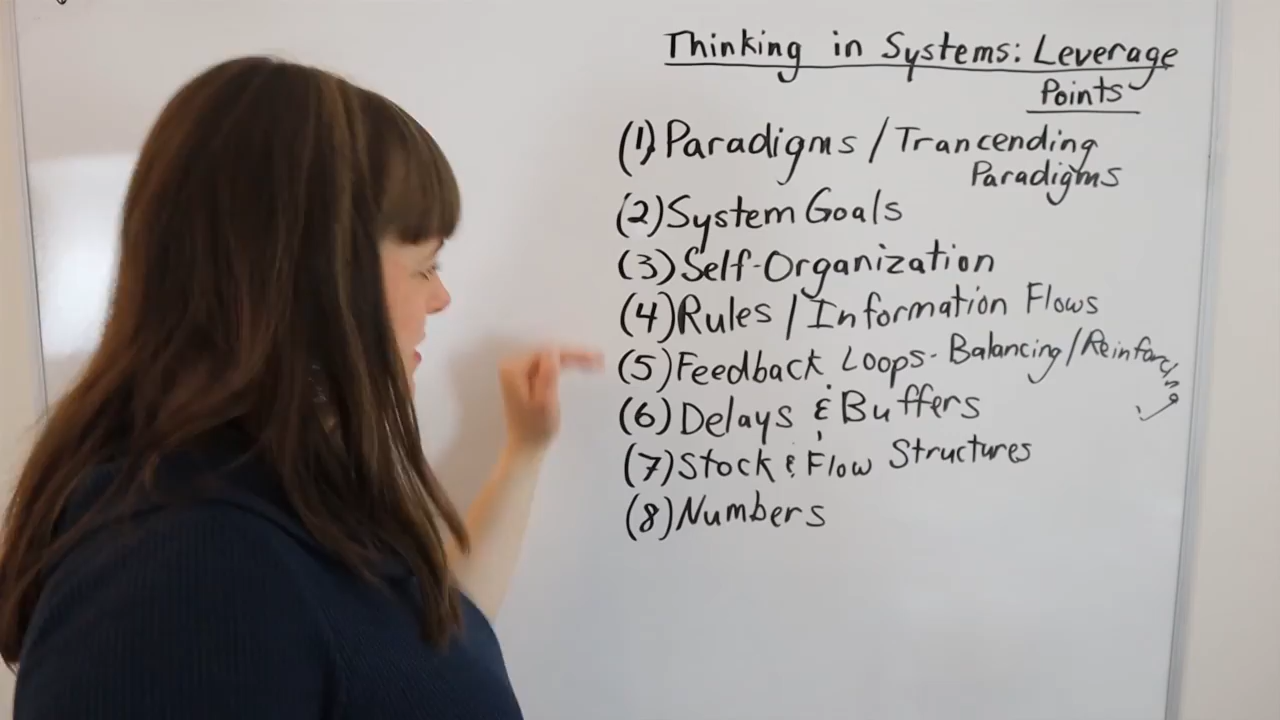 Thinking in Systems: Leverage
Points
(1) Paradigms / Trancending
Paradigms
(2) System Goals
(3) Self-Organization
(4) Rules / Information Flows
(5) Feedback Loops - Balancing / Reinforcing
(6) Delays & Buffers
(7) Stock & Flow Structures
(8) Numbers